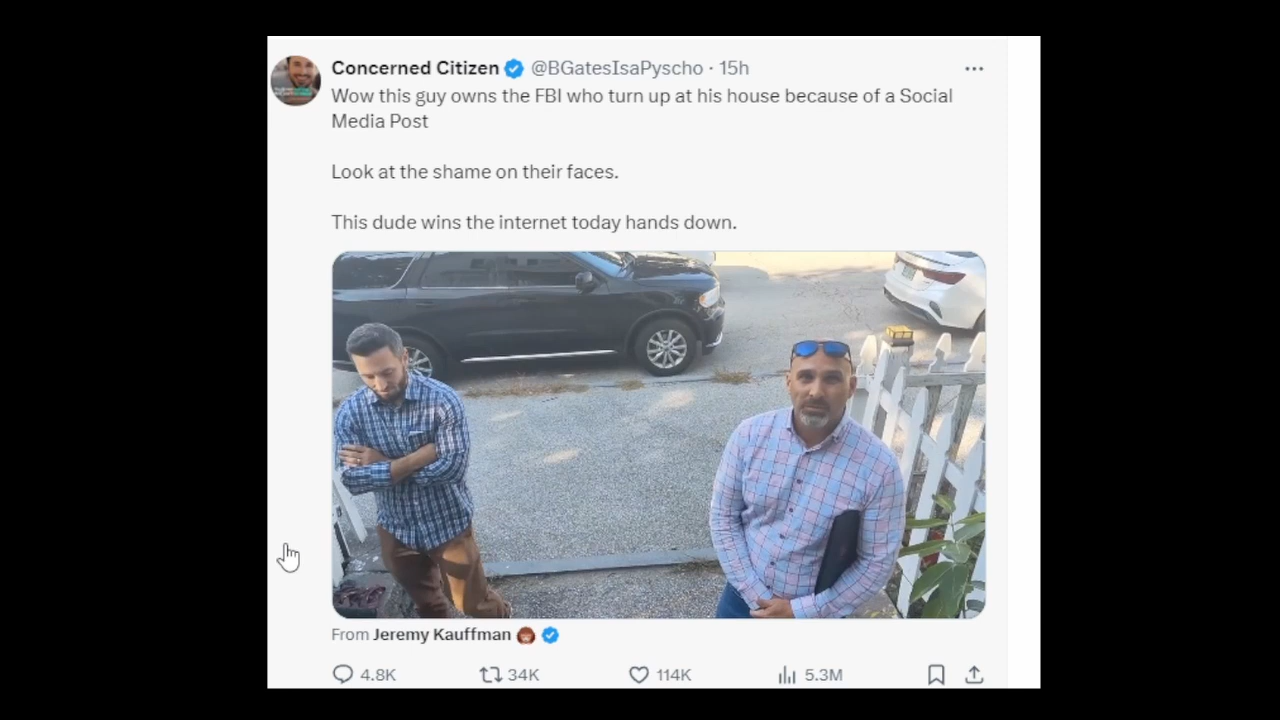 Concerned Citizen @BGatesIsaPyscho · 15h
Wow this guy owns the FBI who turn up at his house because of a Social
Media Post
Look at the shame on their faces.
This dude wins the internet today hands down.
From Jeremy Kauffman
4.8K 34K 114K 5.3M